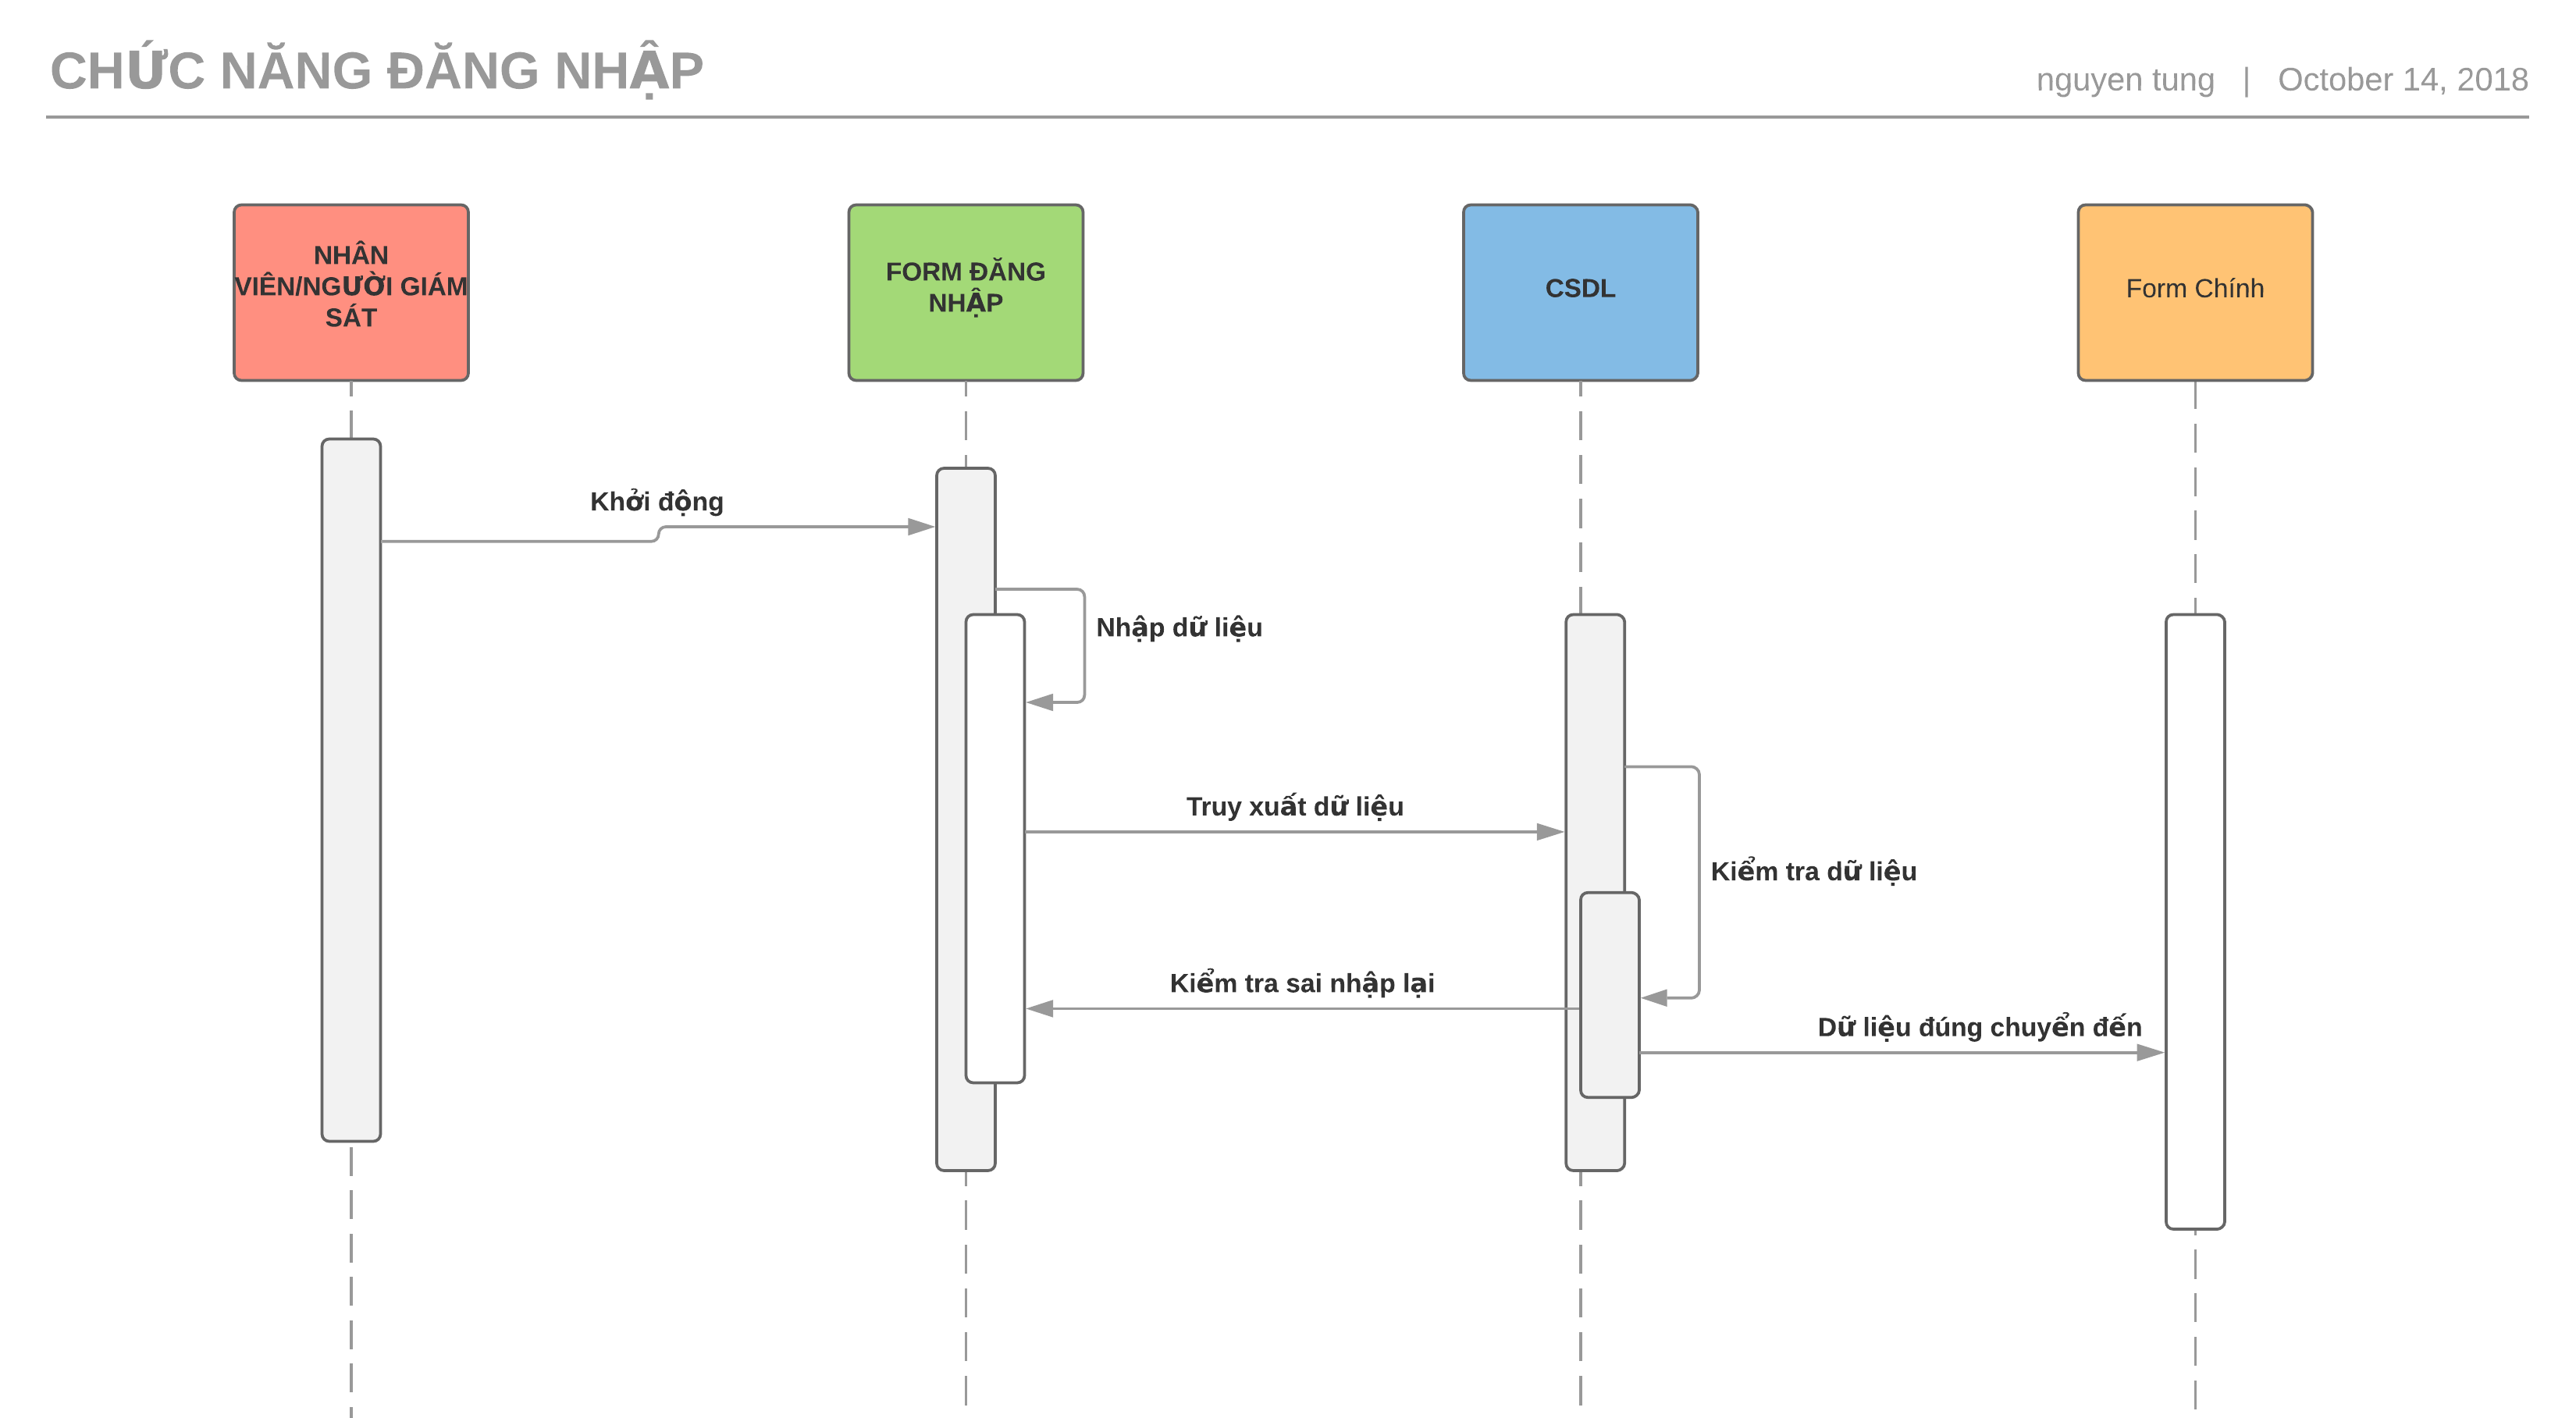 CHỨC NĂNG ĐĂNG NHẬP
nguyen tung | October 14, 2018
NHÂN
VIÊN/NGƯỜI GIÁM
SÁT
FORM ĐĂNG
NHẬP
CSDL
Form Chính
Khởi động
Nhập dữ liệu
Truy xuất dữ liệu
Kiểm tra dữ liệu
Kiểm tra sai nhập lại
Dữ liệu đúng chuyển đến